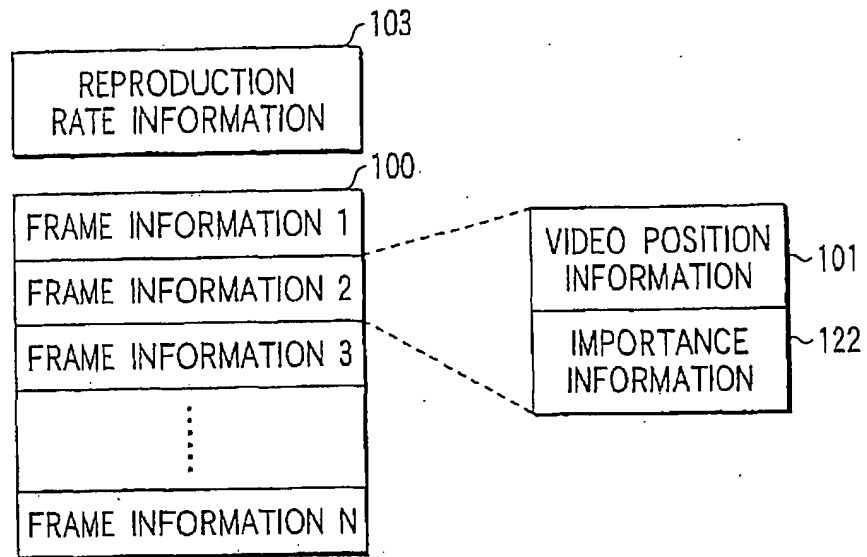 103
REPRODUCTION
RATE INFORMATION
100
FRAME INFORMATION 1
FRAME INFORMATION 2
FRAME INFORMATION 3
FRAME INFORMATION N
VIDEO POSITION
INFORMATION
101
IMPORTANCE
INFORMATION
122